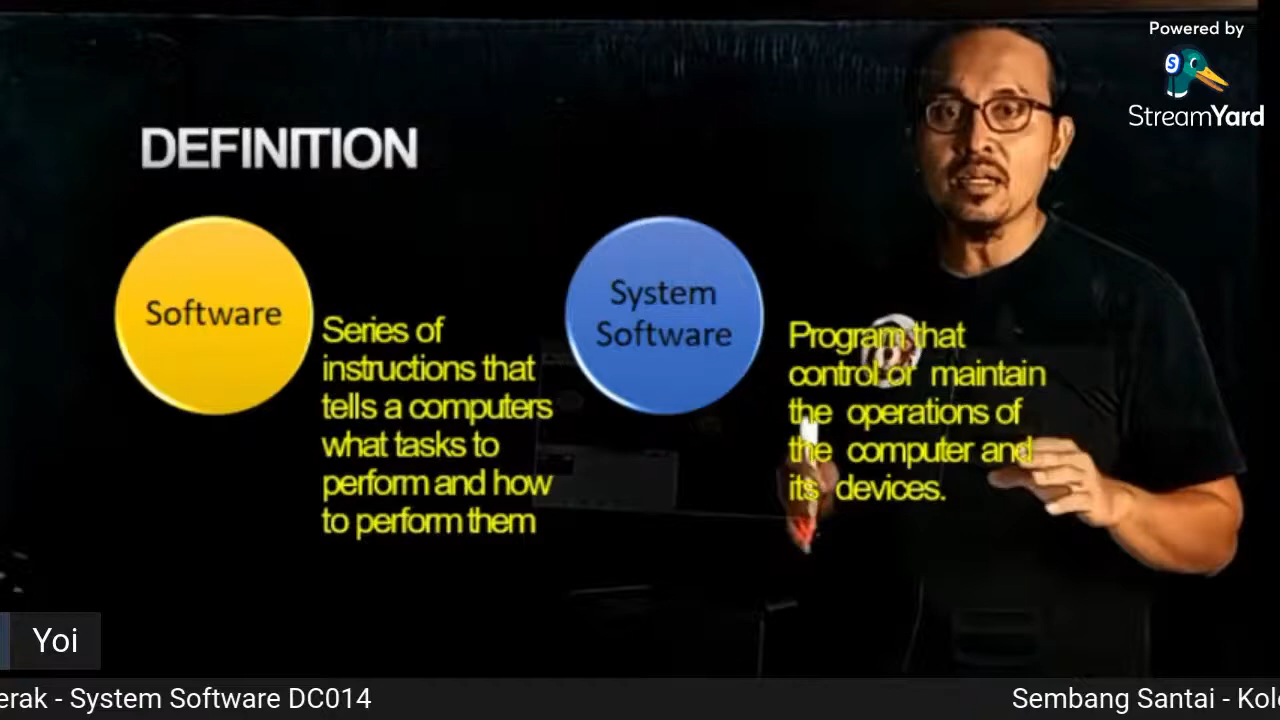 Powered by
StreamYard
DEFINITION
Software
Series of
instructions that
tells a computers
what tasks to
perform and how
to perform them
System
Software
Program that
control or maintain
the operations of
the computer and
its devices.
Yoi
erak - System Software DC014
Sembang Santai - Kol